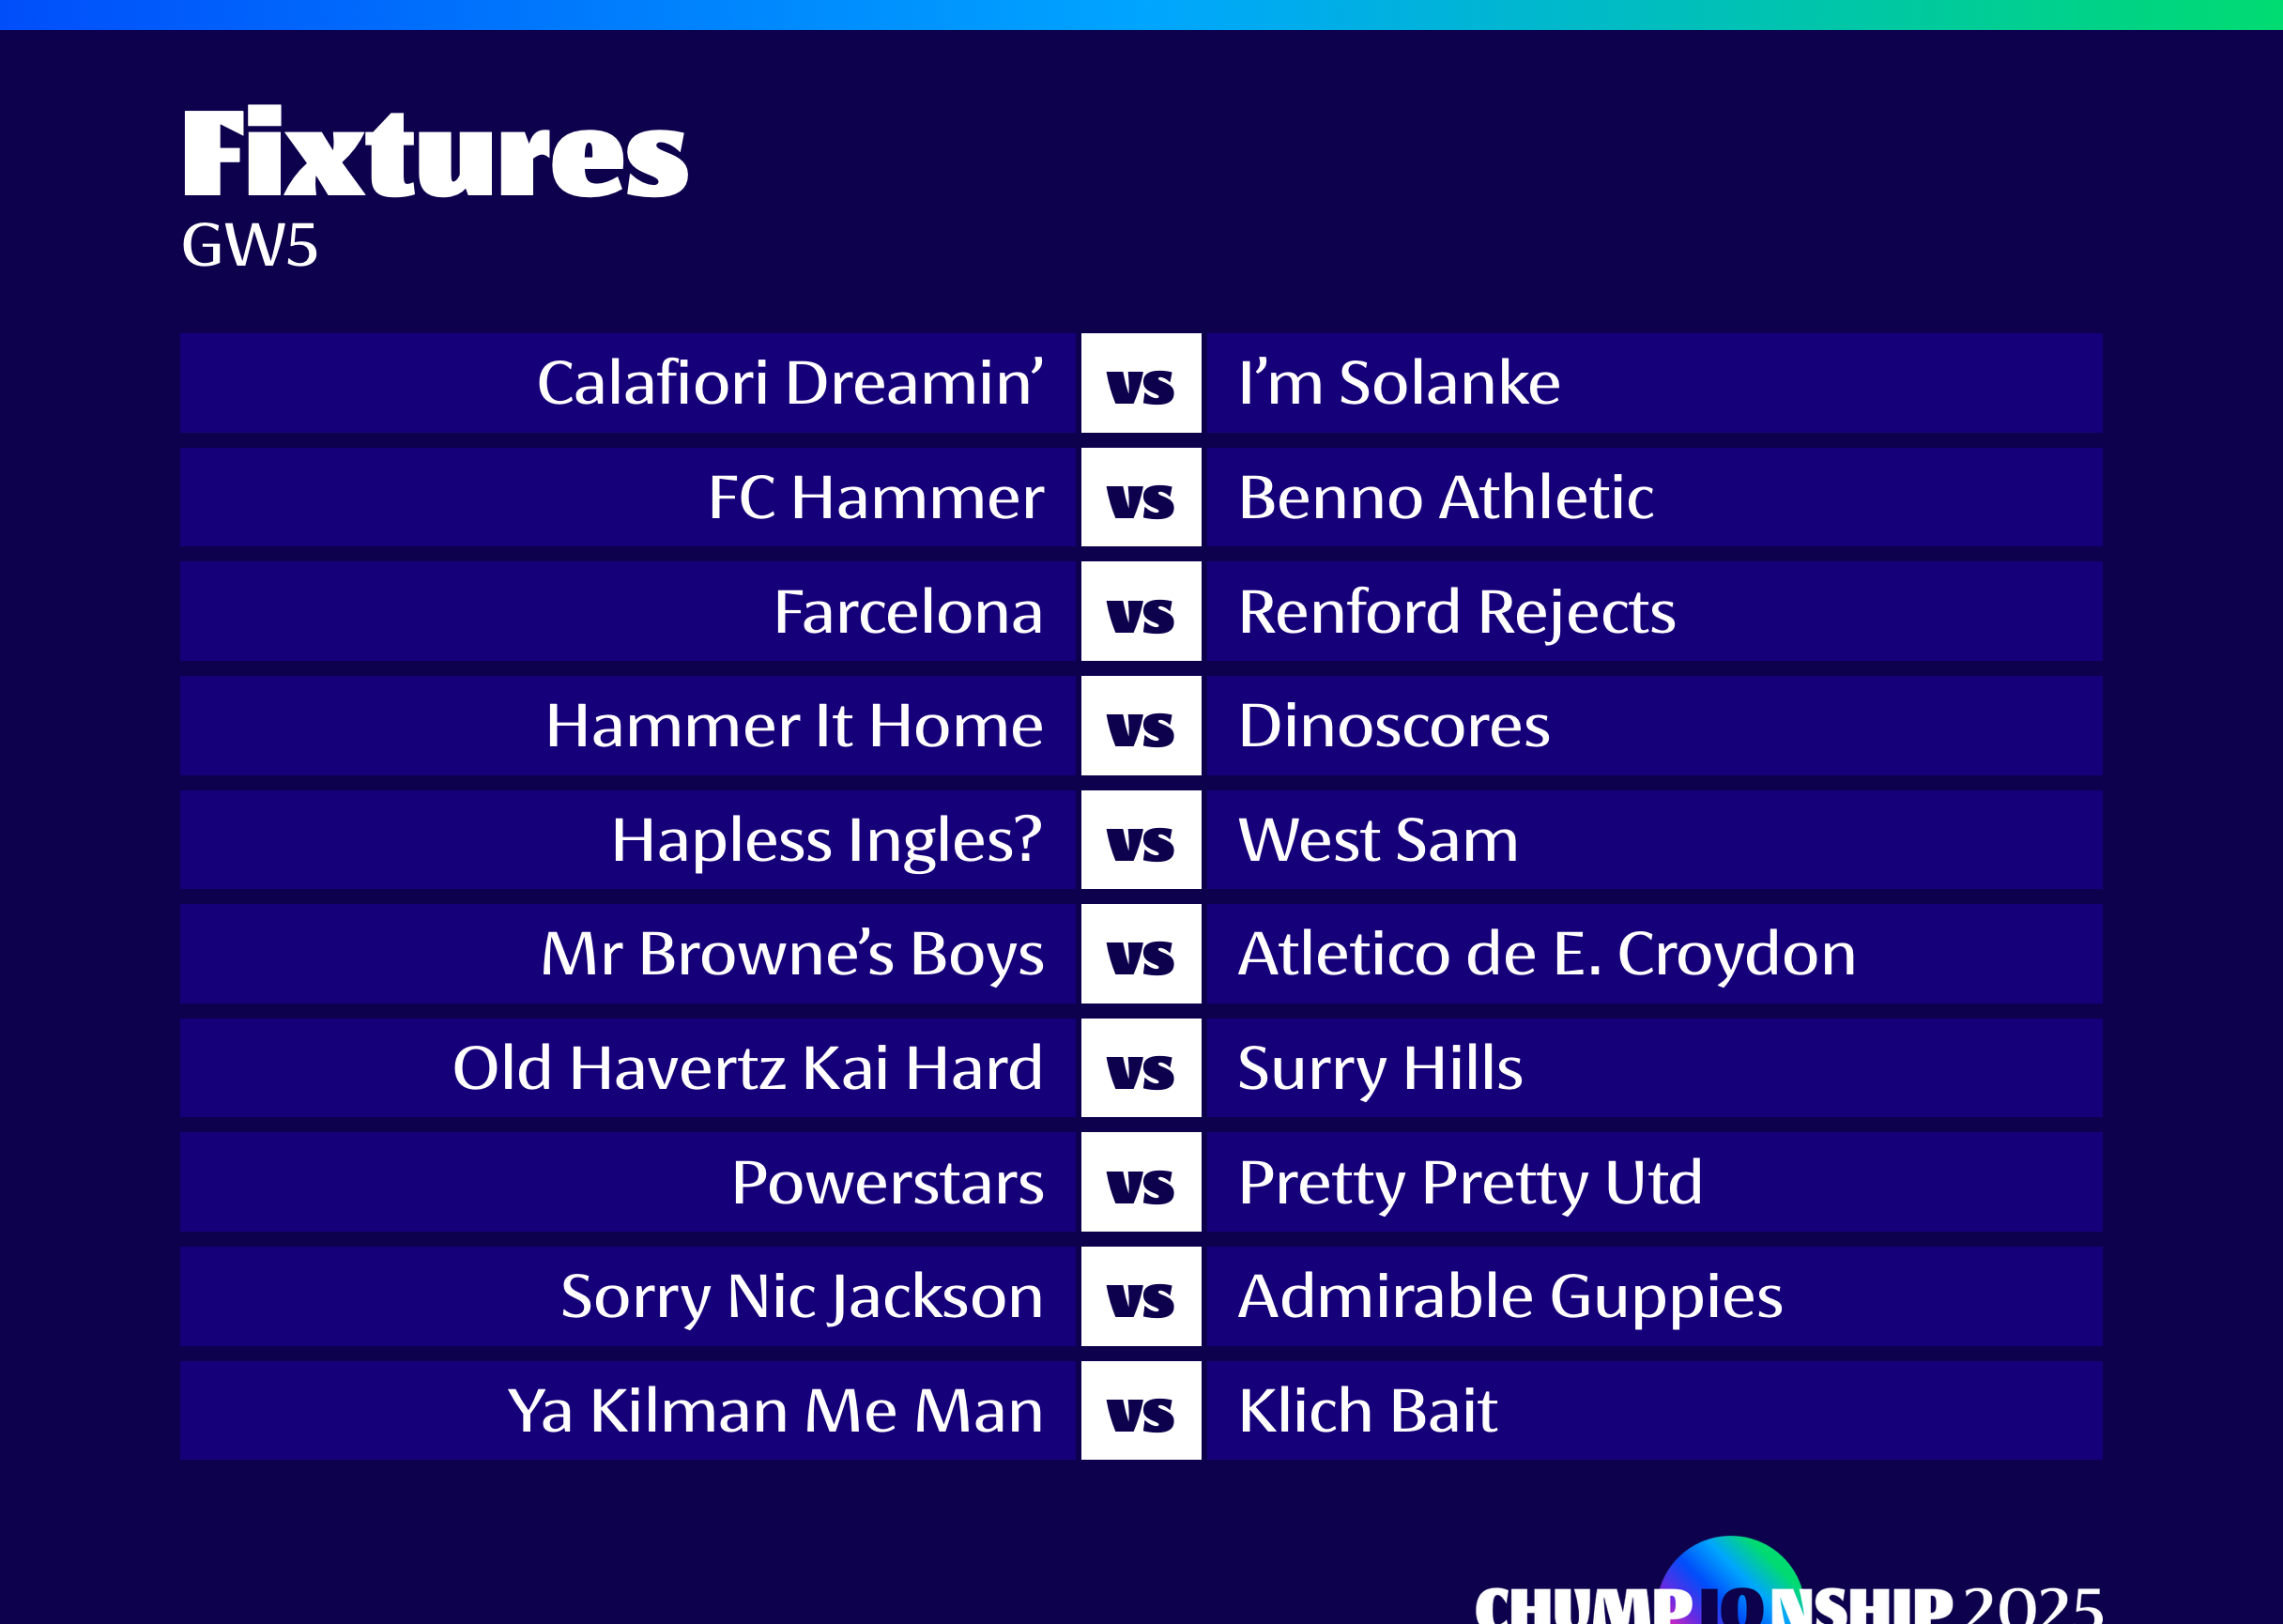 Fixtures
GW5
Calafiori Dreamin’ vs I’m Solanke
FC Hammer vs Benno Athletic
Farcelona vs Renford Rejects
Hammer It Home vs Dinoscores
Hapless Ingles? vs West Sam
Mr Browne’s Boys vs Atletico de E. Croydon
Old Havertz Kai Hard vs Surry Hills
Powerstars vs Pretty Pretty Utd
Sorry Nic Jackson vs Admirable Guppies
Ya Kilman Me Man vs Klich Bait
CHUMPIONSHIP 2025